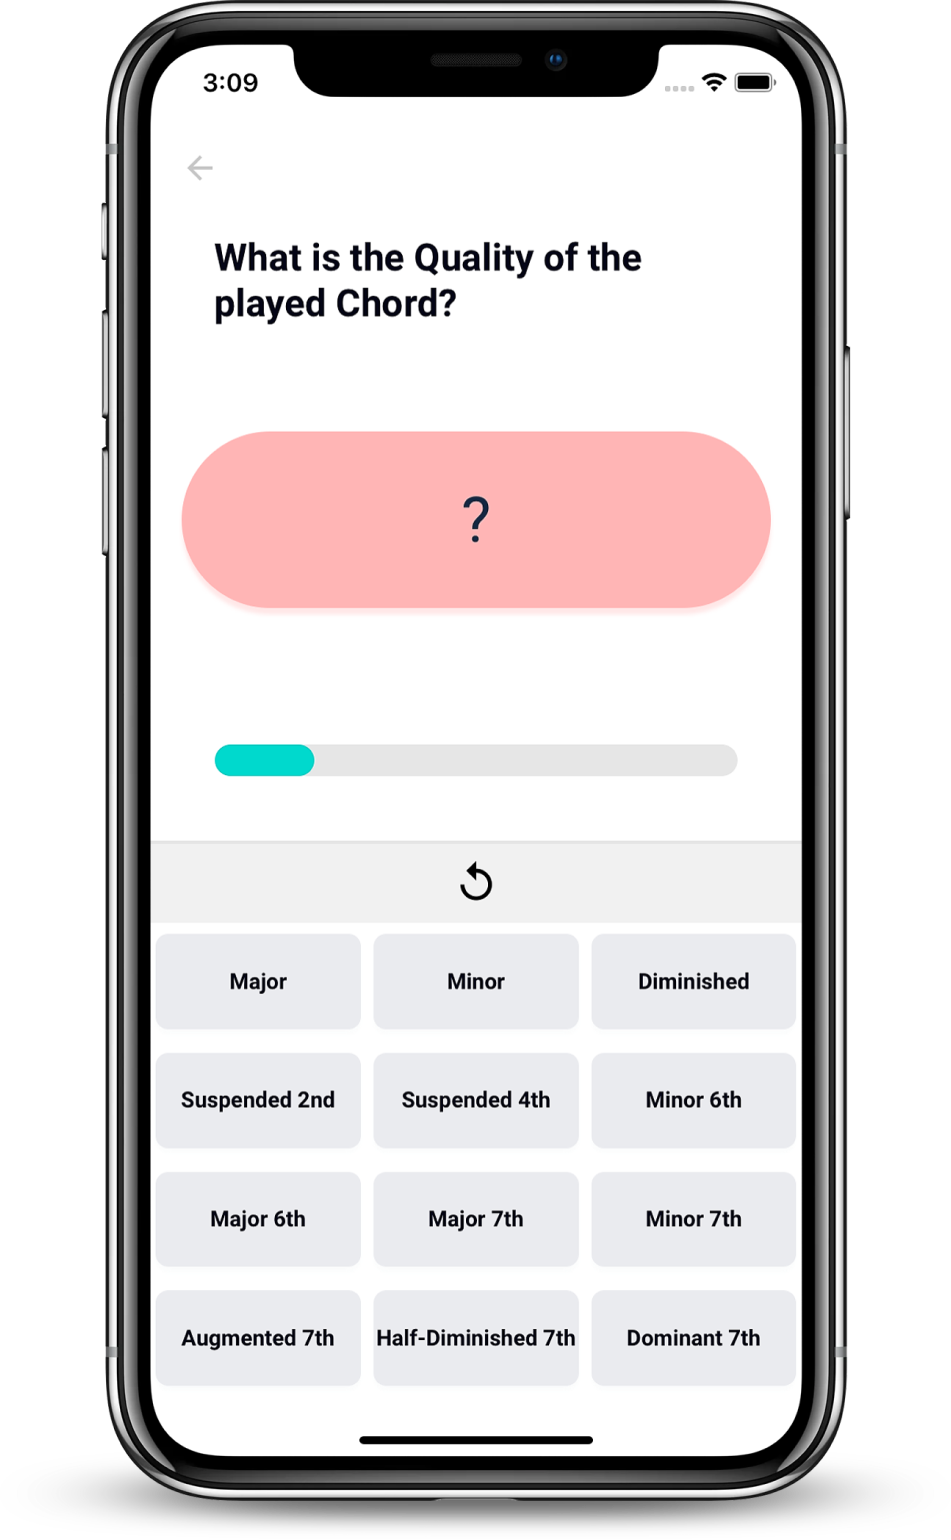 3:09
What is the Quality of the
played Chord?
?
Major
Minor
Diminished
Suspended 2nd
Suspended 4th
Minor 6th
Major 6th
Major 7th
Minor 7th
Augmented 7th
Half-Diminished 7th
Dominant 7th